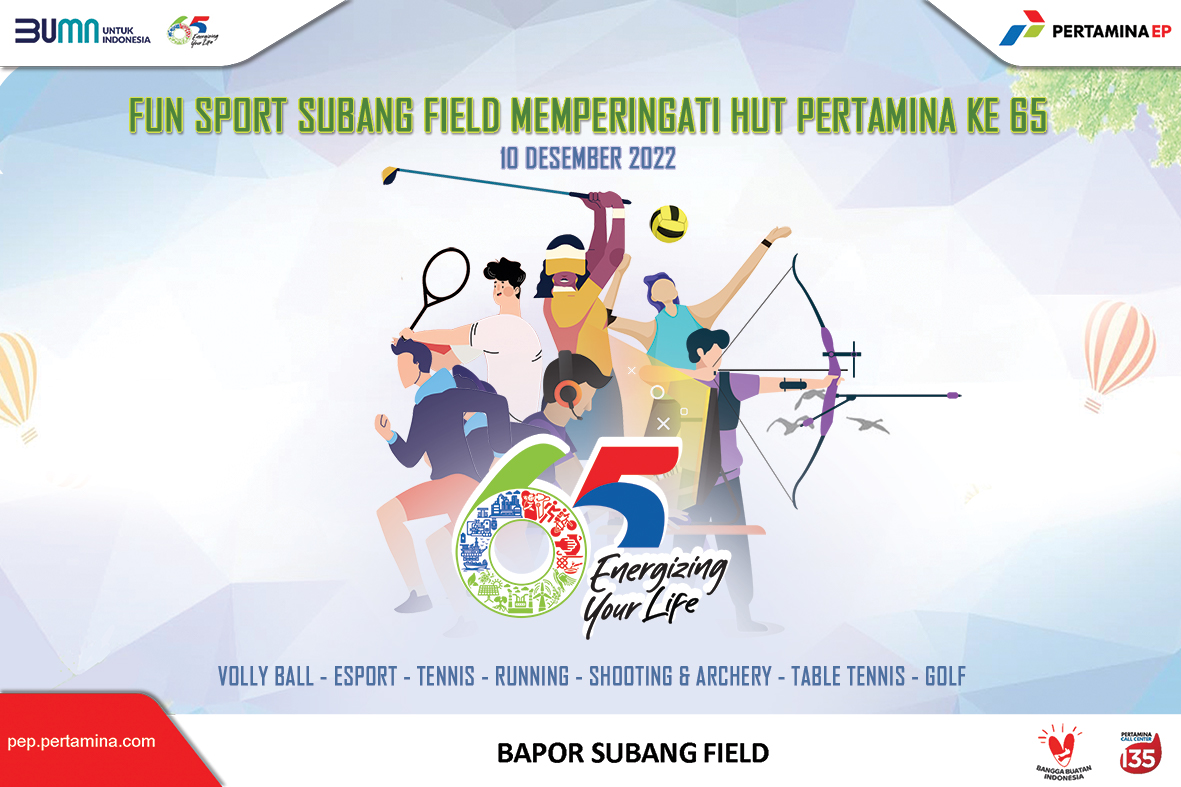 BUMN UNTUK
INDONESIA
65 Energizing
Your Life
PERTAMINA EP
FUN SPORT SUBANG FIELD MEMPERINGATI HUT PERTAMINA KE 65
10 DESEMBER 2022
65
Energizing
Your Life
VOLLY BALL - ESPORT - TENNIS - RUNNING - SHOOTING & ARCHERY - TABLE TENNIS - GOLF
pep.pertamina.com
BAPOR SUBANG FIELD
BANGGA BUATAN
INDONESIA
PERTAMINA
CALL CENTER
135